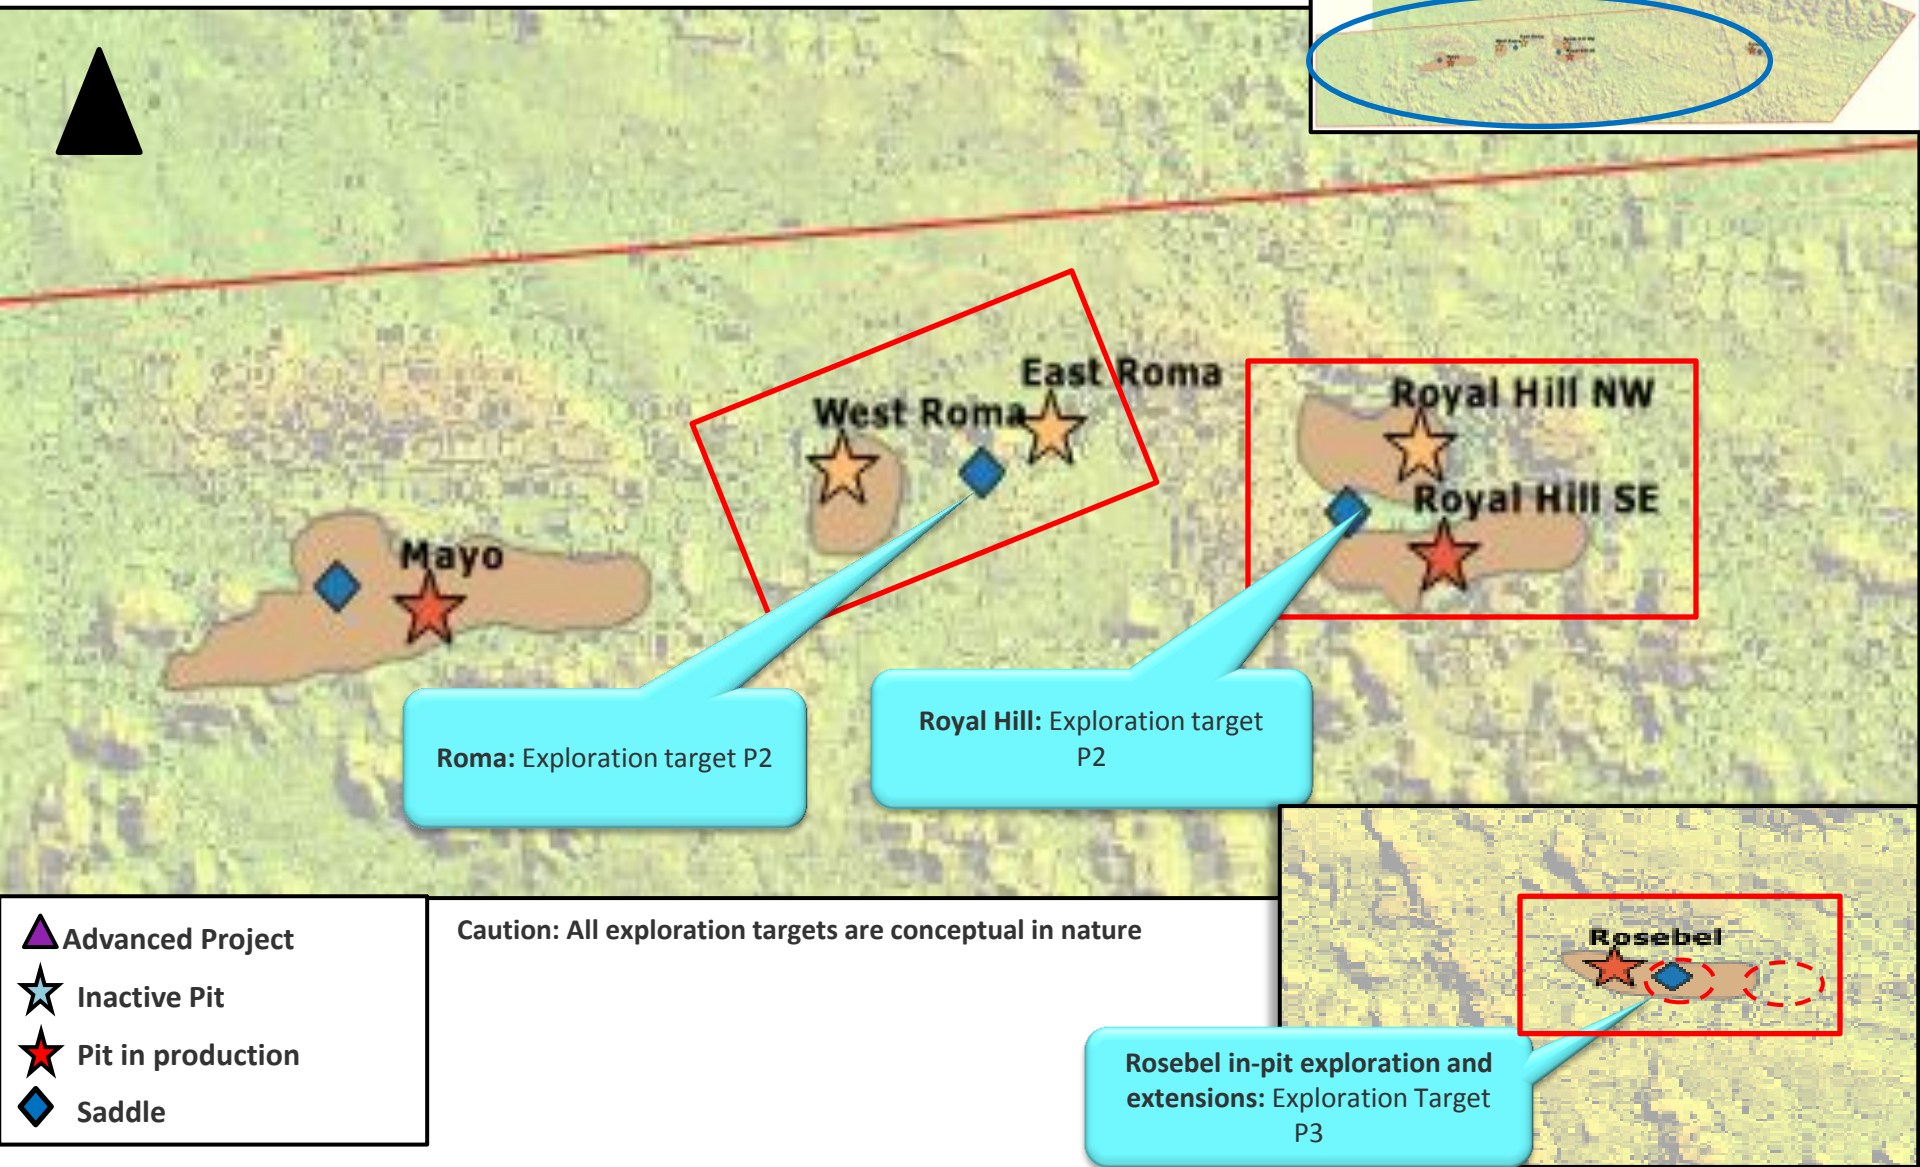 East Roma
West Roma
Royal Hill NW
Royal Hill SE
Mayo
Roma: Exploration target P2
Royal Hill: Exploration target
P2
Advanced Project
Inactive Pit
Pit in production
Saddle
Caution: All exploration targets are conceptual in nature
Rosebel
Rosebel in-pit exploration and
extensions: Exploration Target
P3